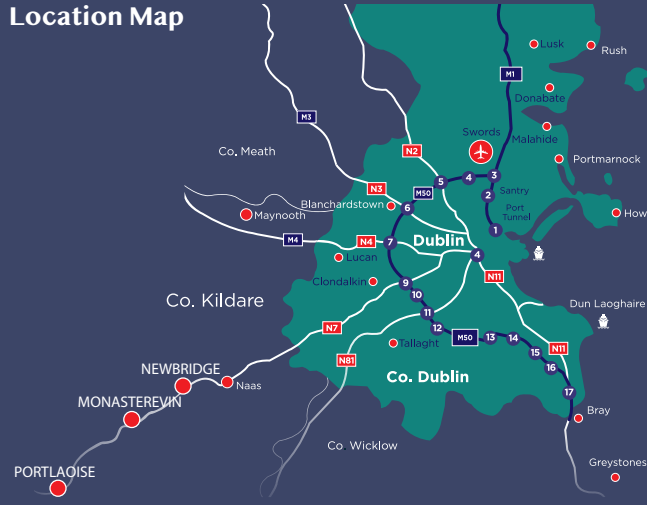 Location Map
Lusk
Rush
M1
Donabate
M3
Swords
Malahide
Co. Meath
N2
Portmarnock
5
4
3
N3
M50
2
Santry
Blanchardstown
6
Port
Tunnel
Maynooth
How
1
M4
N4
7
Dublin
Lucan
4
N11
Clondalkin
9
10
Co. Kildare
Dun Laoghaire
11
N7
12
M50
13
14
N11
Tallaght
15
N81
16
NEWBRIDGE
Co. Dublin
Naas
17
MONASTEREVIN
Bray
Co. Wicklow
Greystones
PORTLAOISE